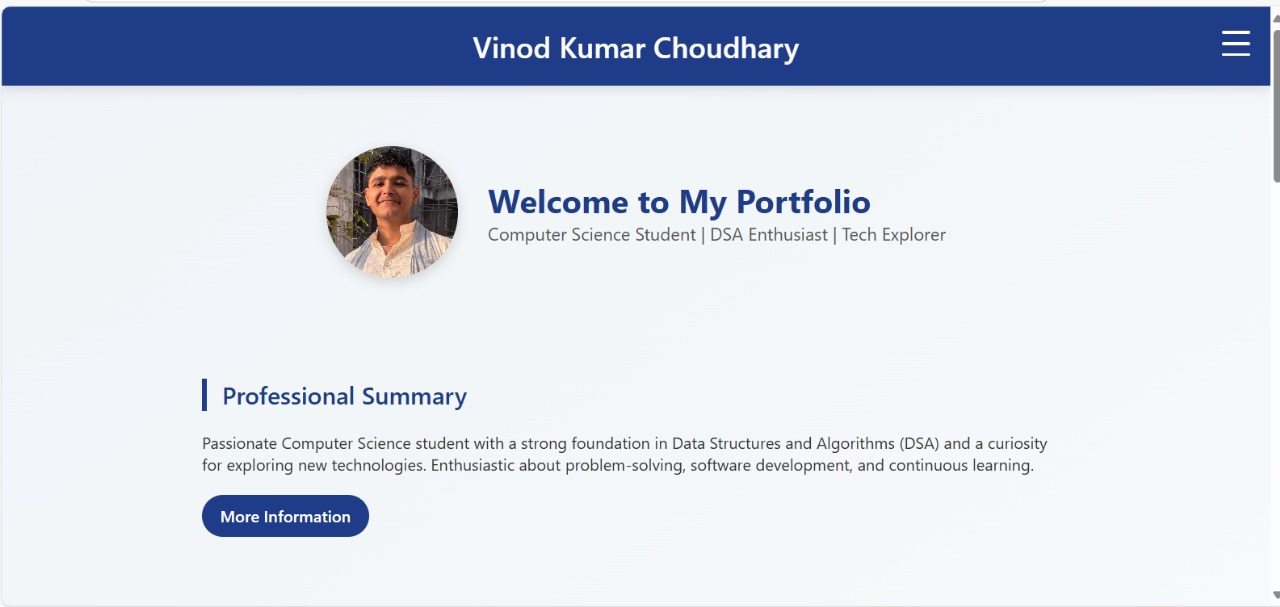 Vinod Kumar Choudhary
Welcome to My Portfolio
Computer Science Student | DSA Enthusiast | Tech Explorer
Professional Summary
Passionate Computer Science student with a strong foundation in Data Structures and Algorithms (DSA) and a curiosity
for exploring new technologies. Enthusiastic about problem-solving, software development, and continuous learning.
More Information